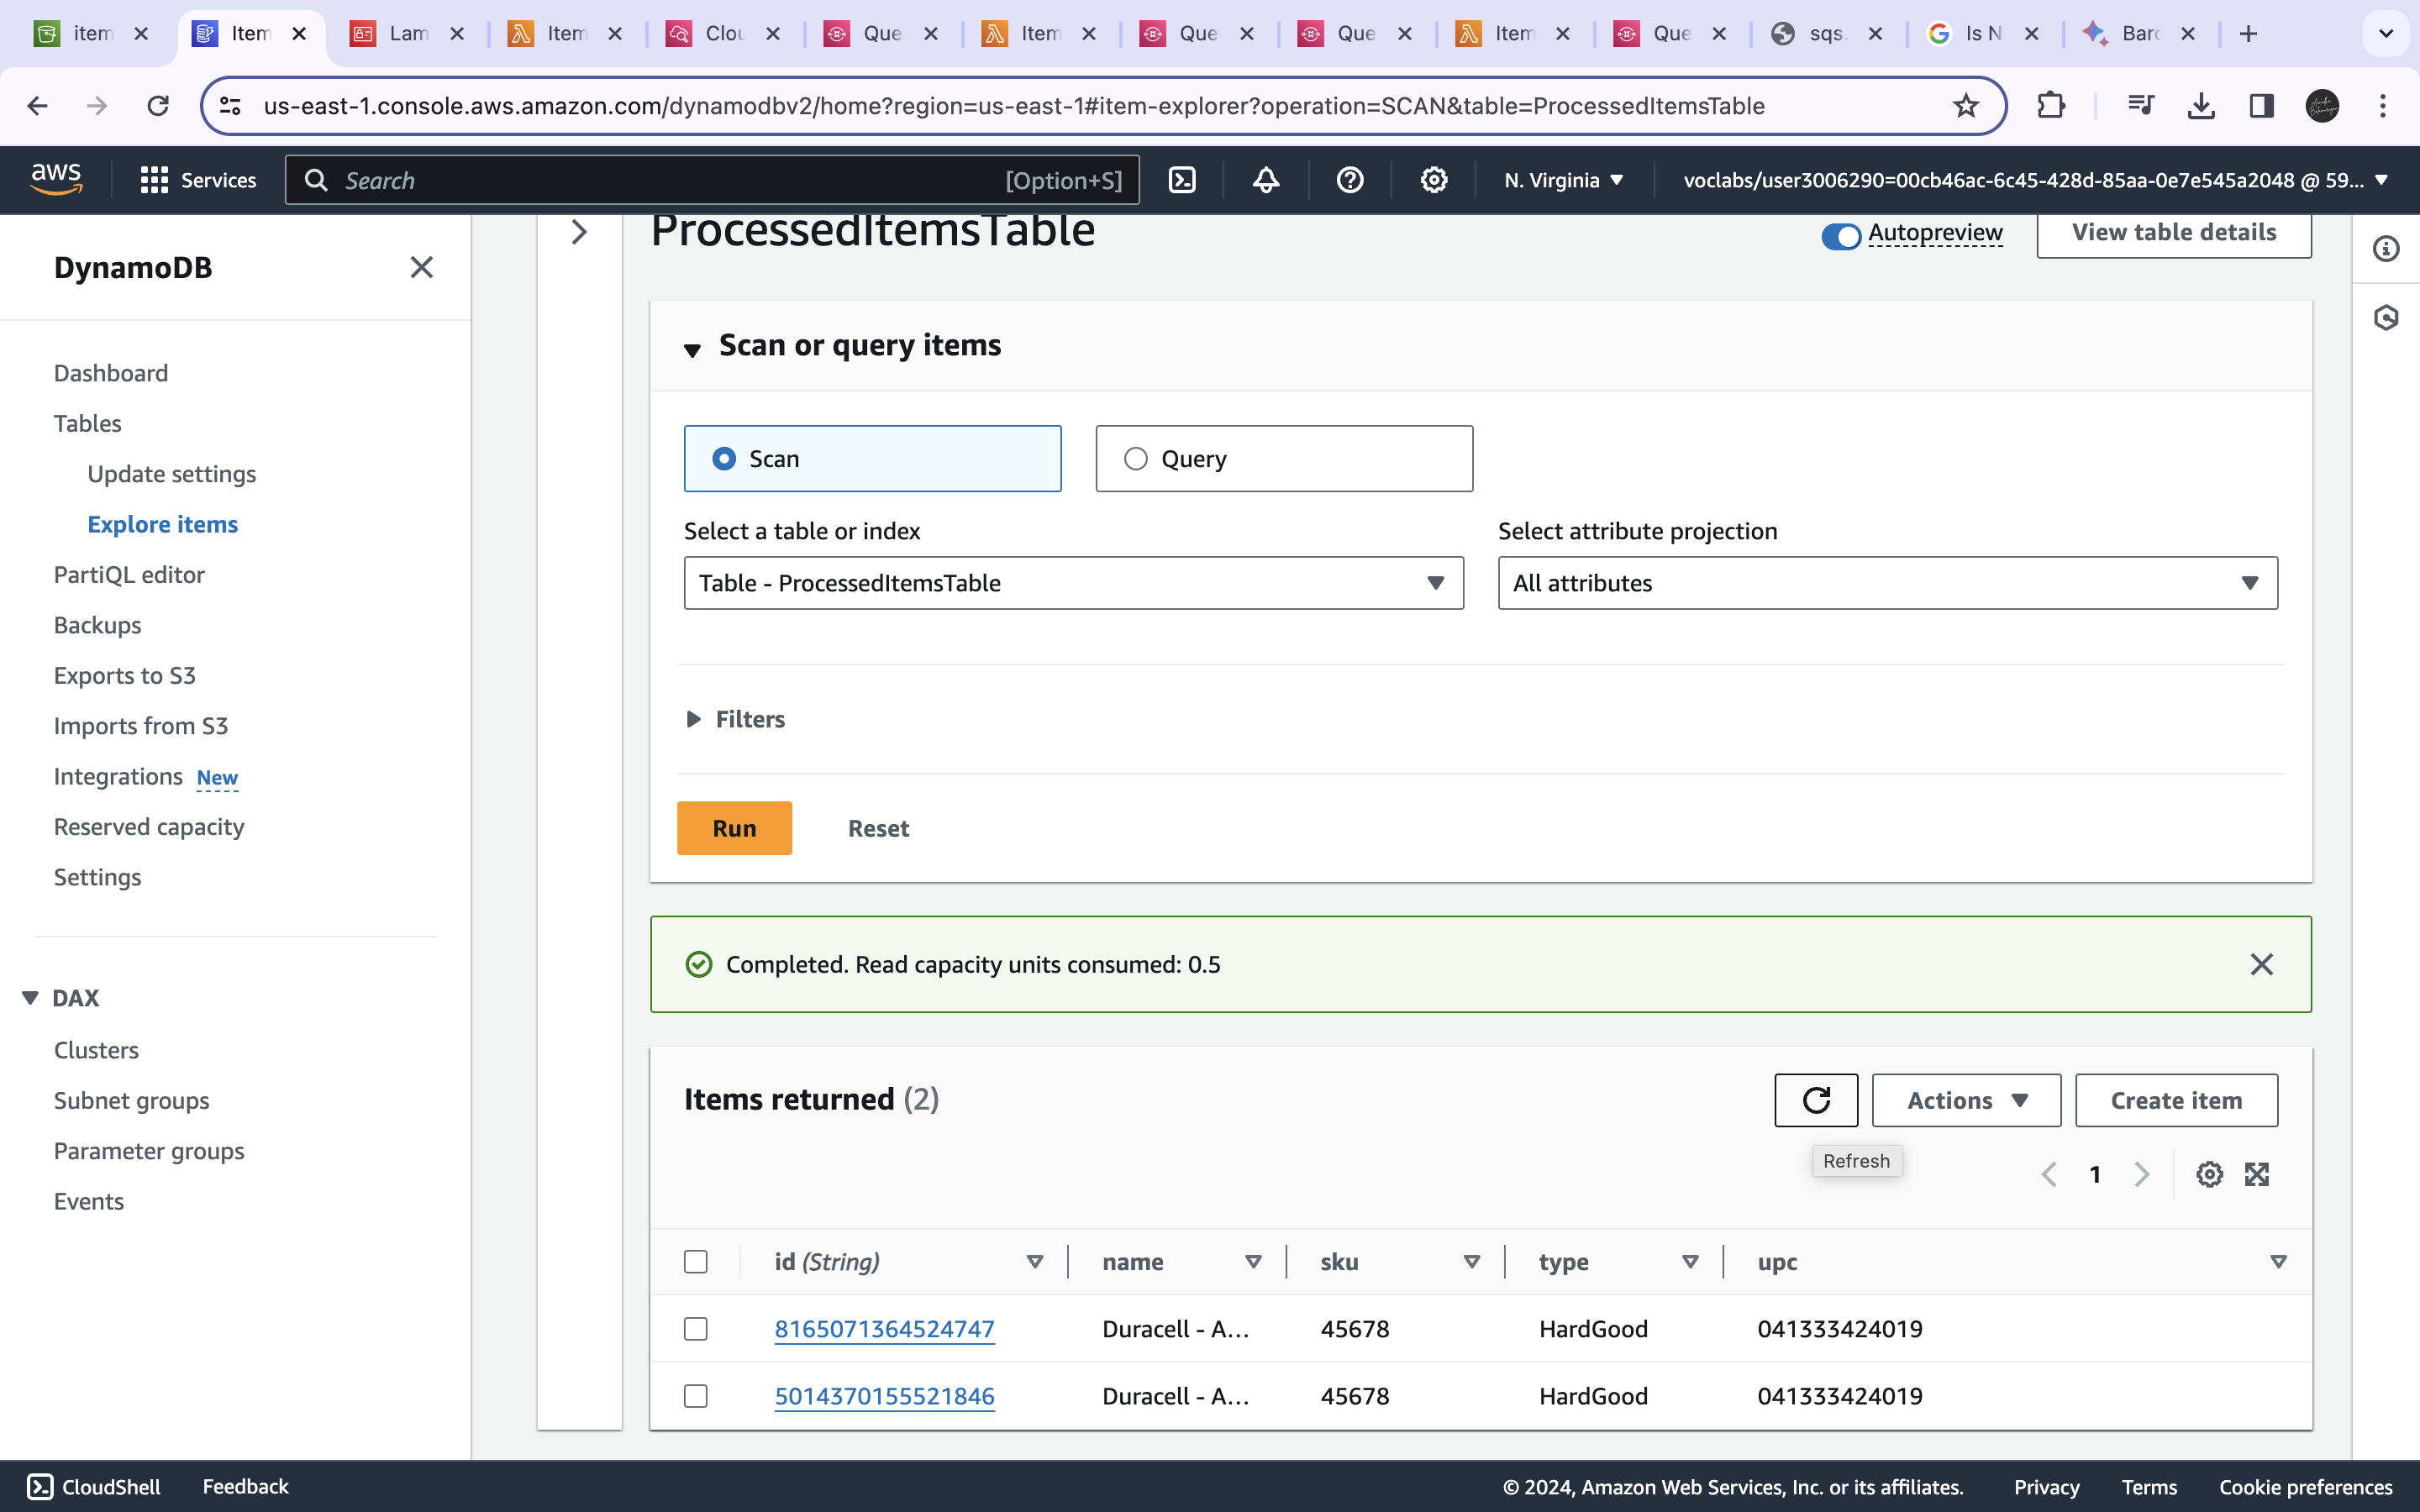 item
Item
Lam
Item
Clou
Que
Item
Que
Que
Item
Que
sqs.
Is N
Bard
us-east-1.console.aws.amazon.com/dynamodbv2/home?region=us-east-1#item-explorer?operation=SCAN&table=ProcessedItemsTable
aws
Services
Search
[Option+S]
N. Virginia
voclabs/user3006290=00cb46ac-6c45-428d-85aa-0e7e545a2048 @ 59...
DynamoDB
Dashboard
Tables
Update settings
Explore items
PartiQL editor
Backups
Exports to S3
Imports from S3
Integrations New
Reserved capacity
Settings
DAX
Clusters
Subnet groups
Parameter groups
Events
ProcessedItemsTable
Autopreview
View table details
Scan or query items
Scan
Query
Select a table or index
Table - ProcessedItemsTable
Select attribute projection
All attributes
Filters
Run
Reset
Completed. Read capacity units consumed: 0.5
Items returned (2)
Actions
Create item
Refresh
1
id (String) name sku type upc
8165071364524747 Duracell - A... 45678 HardGood 041333424019
5014370155521846 Duracell - A... 45678 HardGood 041333424019
CloudShell
Feedback
© 2024, Amazon Web Services, Inc. or its affiliates.
Privacy
Terms
Cookie preferences